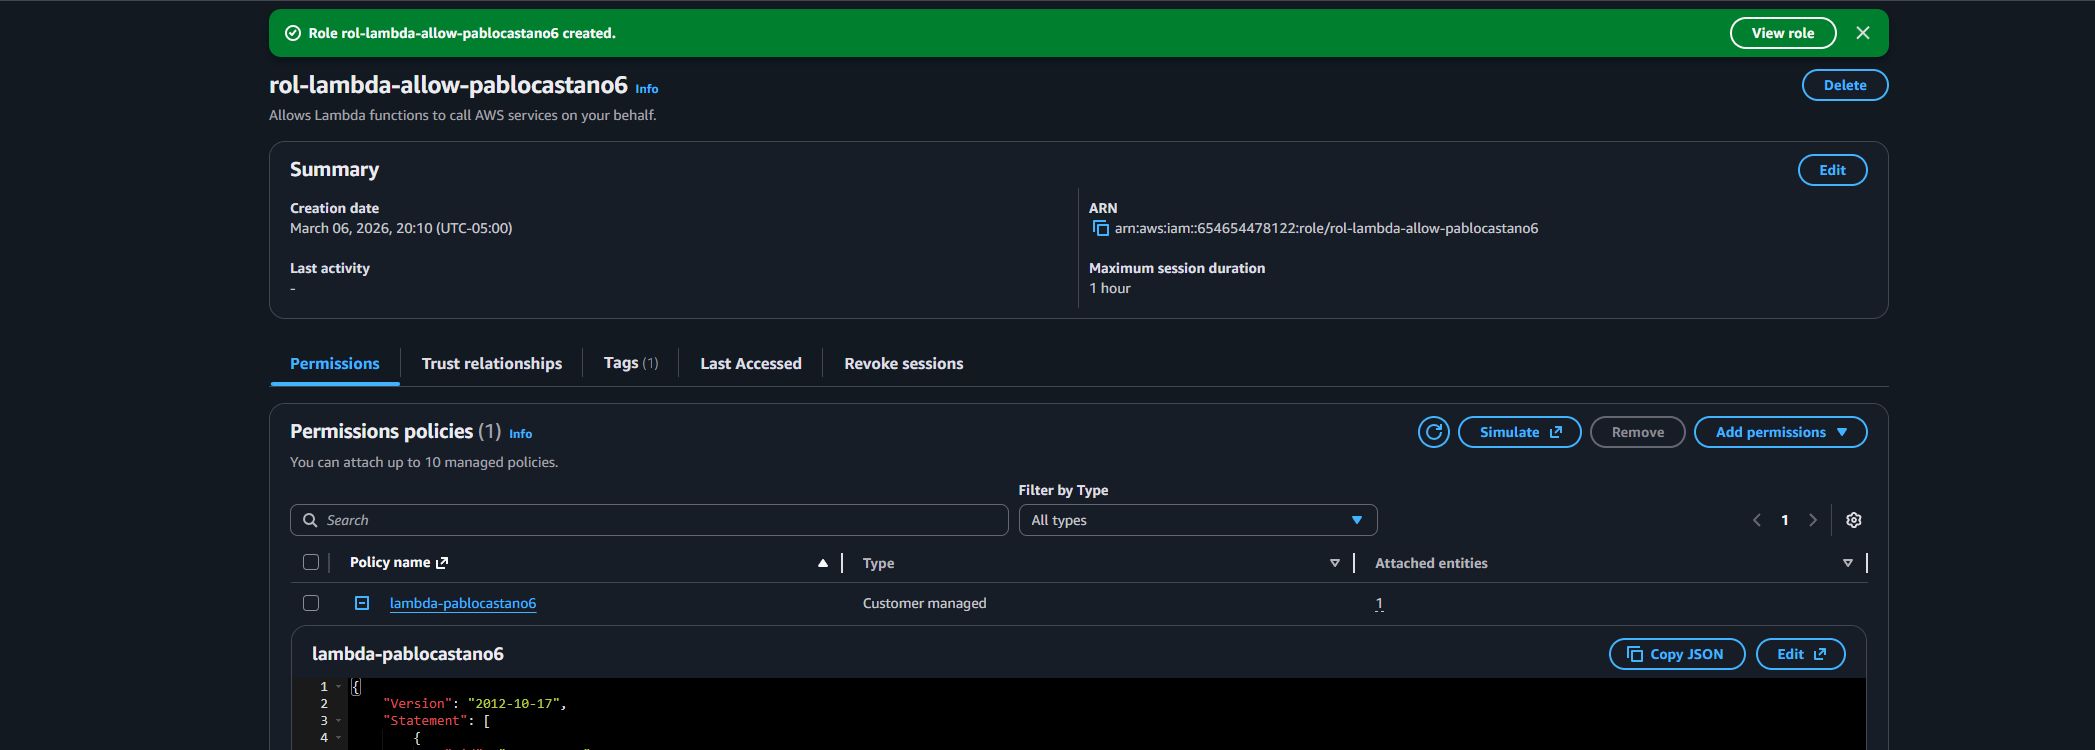 Role rol-lambda-allow-pablocastano6 created.
View role
rol-lambda-allow-pablocastano6 Info
Delete
Allows Lambda functions to call AWS services on your behalf.
Summary
Edit
Creation date
March 06, 2026, 20:10 (UTC-05:00)
ARN
arn:aws:iam::654654478122:role/rol-lambda-allow-pablocastano6
Last activity
-
Maximum session duration
1 hour
Permissions
Trust relationships
Tags (1)
Last Accessed
Revoke sessions
Permissions policies (1) Info
Simulate
Remove
Add permissions
You can attach up to 10 managed policies.
Filter by Type
Search
All types
1
Policy name
Type
Attached entities
lambda-pablocastano6
Customer managed
1
lambda-pablocastano6
Copy JSON
Edit
1 {
2 "Version": "2012-10-17",
3 "Statement": [
4 {